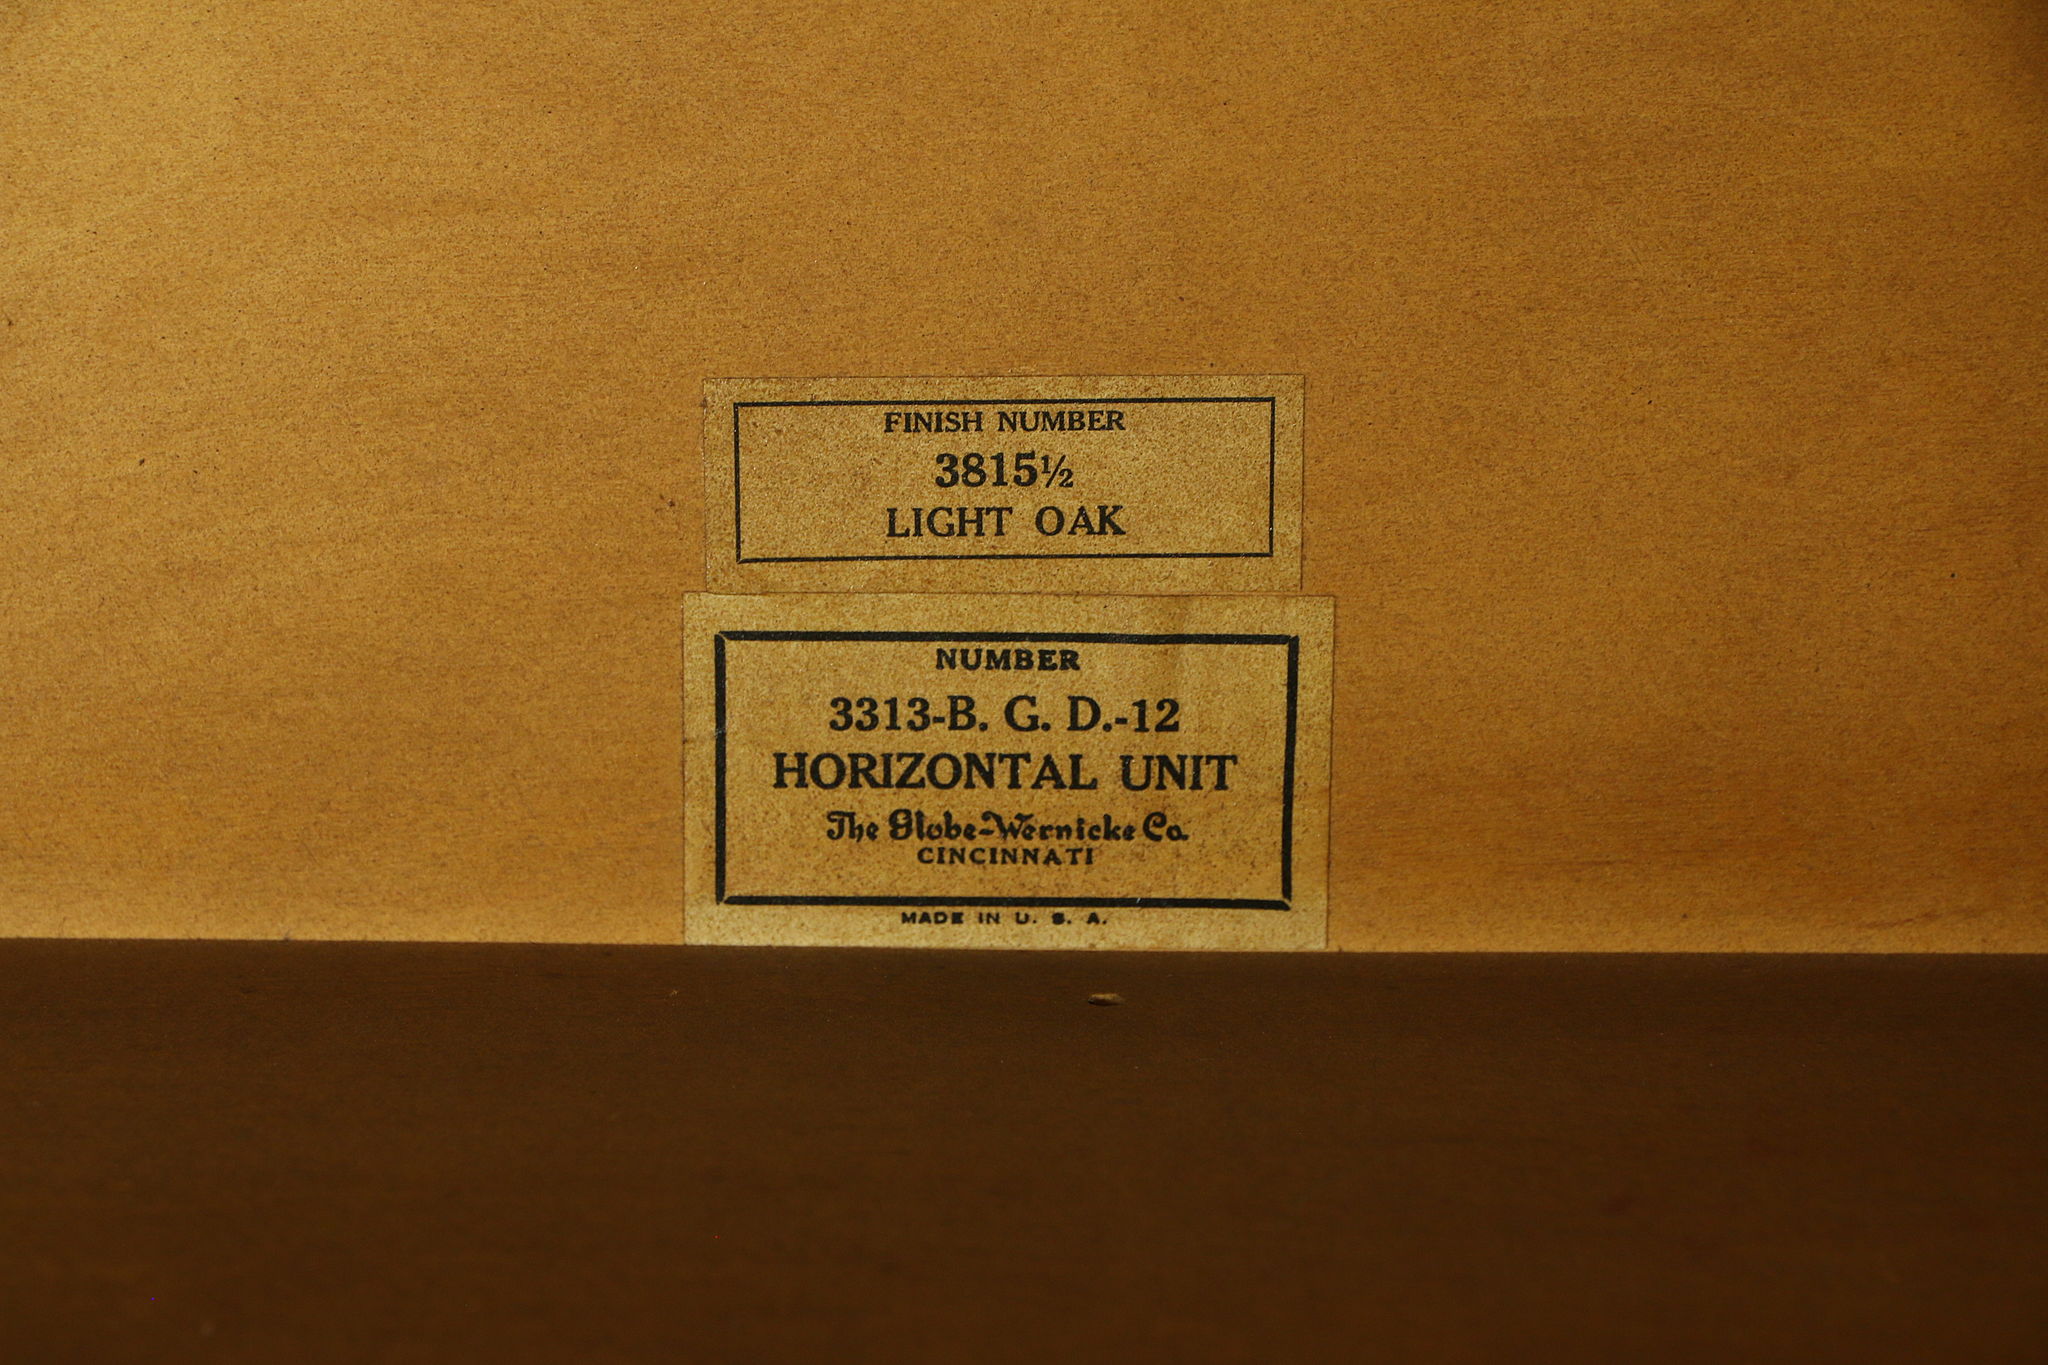 FINISH NUMBER
3815½
LIGHT OAK
NUMBER
3313-B. G. D.-12
HORIZONTAL UNIT
The Globe-Wernicke Co.
CINCINNATI
MADE IN U. S. A.